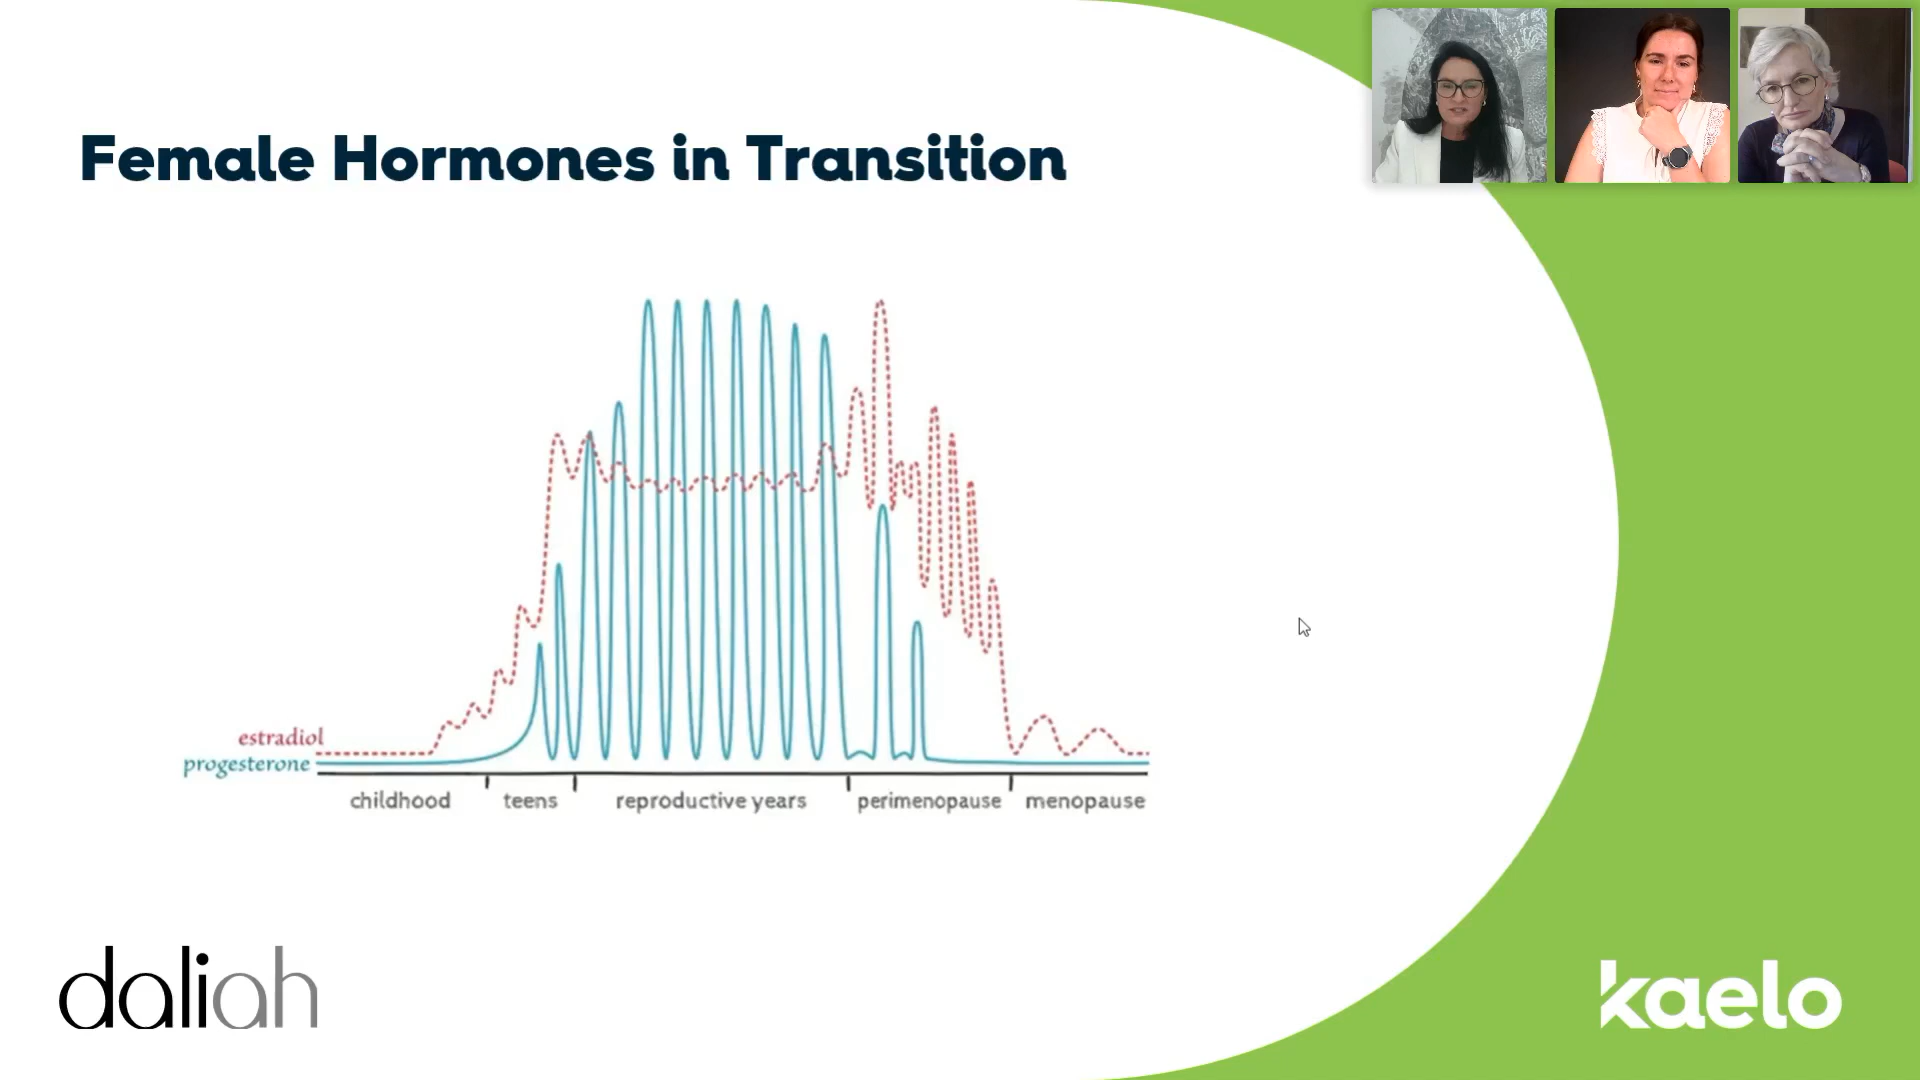 Female Hormones in Transition
estradiol
progesterone
childhood teens reproductive years perimenopause menopause
daliah
kaelo